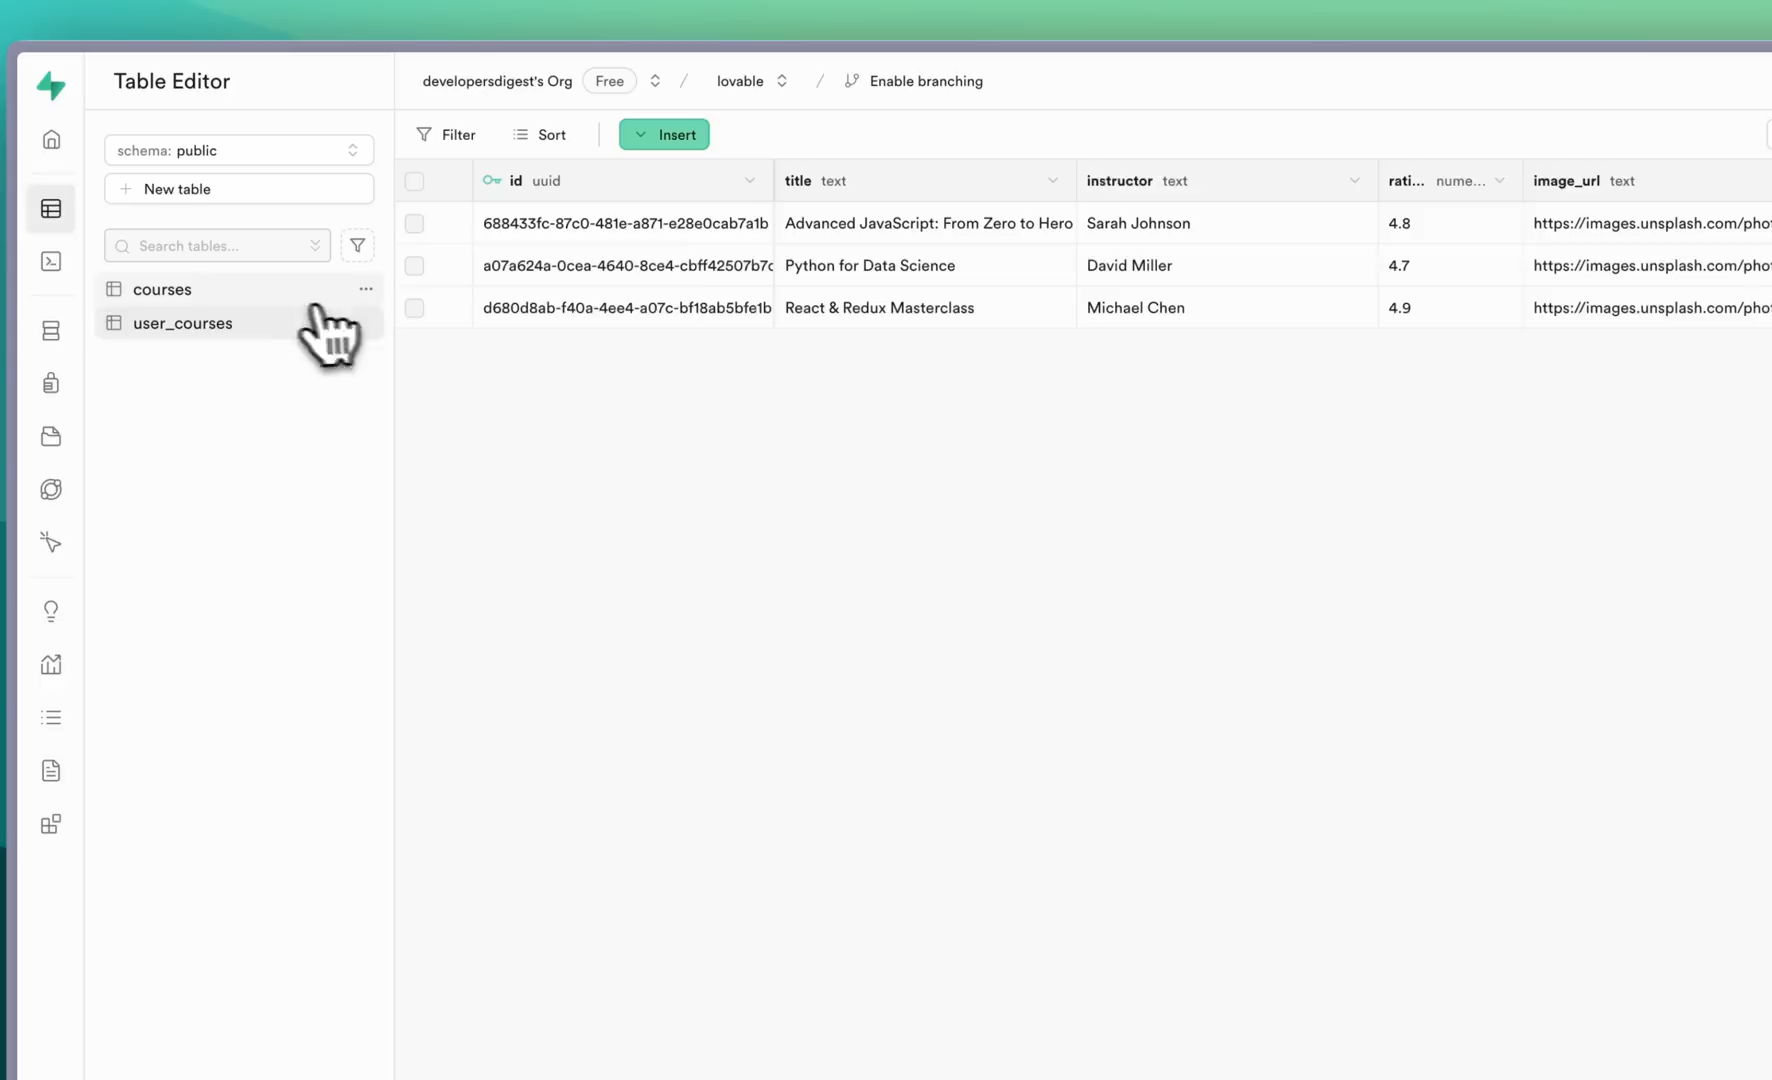 Table Editor
developersdigest's Org Free / lovable / Enable branching
schema: public
New table
Search tables...
courses
user_courses
Filter Sort Insert
id uuid title text instructor text rati... nume... image_url text
688433fc-87c0-481e-a871-e28e0cab7a1b Advanced JavaScript: From Zero to Hero Sarah Johnson 4.8 https://images.unsplash.com/pho
a07a624a-0cea-4640-8ce4-cbff42507b7c Python for Data Science David Miller 4.7 https://images.unsplash.com/pho
d680d8ab-f40a-4ee4-a07c-bf18ab5bfe1b React & Redux Masterclass Michael Chen 4.9 https://images.unsplash.com/pho